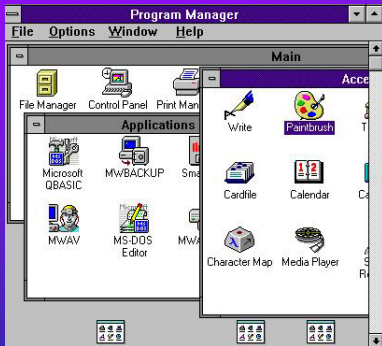 Program Manager
File Options Window Help
Main
File Manager Control Panel Print Man
Acce
Write Paintbrush T
Cardfile Calendar Ca
Character Map Media Player S
R
Applications
Microsoft
QBASIC MWBACKUP Sma
MWAV MS-DOS
Editor MWA